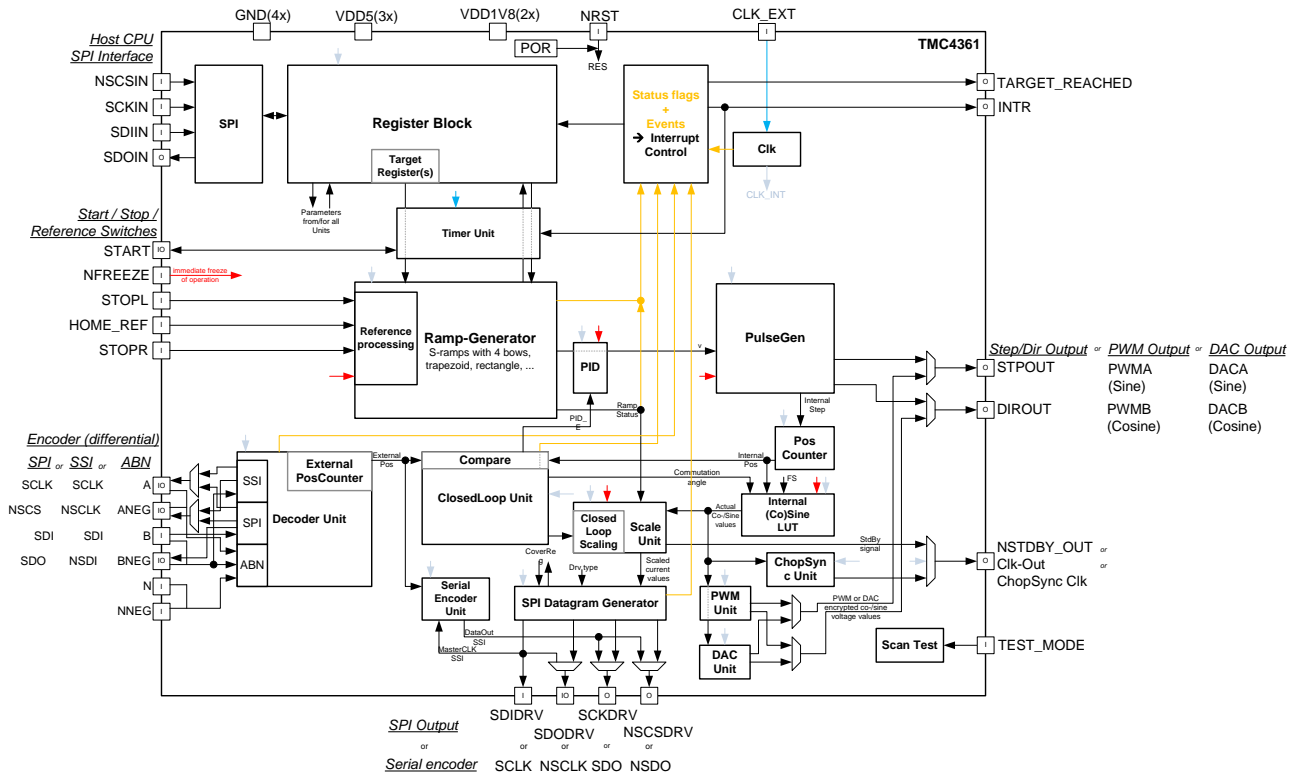 GND(4x)
VDD5(3x)
VDD1V8(2x)
NRST
CLK_EXT
Host CPU
SPI Interface
I
I
POR
RES
TMC4361
NSCSIN
I
SCKIN
I
SDIIN
I
SDOIN
O
SPI
Register Block
Target
Register(s)
Status flags
+
Events
➔ Interrupt
Control
Clk
CLK_INT
O
TARGET_REACHED
O
INTR
Parameters
from/for all
Units
Start / Stop /
Reference Switches
START
IO
NFREEZE
I
immediate freeze
of operation
STOPL
I
HOME_REF
I
STOPR
I
Timer Unit
Reference
processing
Ramp-Generator
S-ramps with 4 bows,
trapezoid, rectangle, ...
PID
v
PulseGen
Ramp
Status
PID_
E
Internal
Step
Pos
Counter
Step/Dir Output or PWM Output or DAC Output
O
STPOUT
PWMA
(Sine)
DACA
(Sine)
O
DIROUT
PWMB
(Cosine)
DACB
(Cosine)
Encoder (differential)
SPI or SSI or ABN
SCLK SCLK A
IO
NSCS NSCLK ANEG
IO
SDI SDI B
I
SDO NSDI BNEG
IO
N
I
NNEG
I
SSI
SPI
ABN
Decoder Unit
External
PosCounter
External
Pos
Compare
ClosedLoop Unit
Internal
Pos
Commutation
angle
FS
Internal
(Co)Sine
LUT
Actual
Co-/Sine
values
Closed
Loop
Scaling
Scale
Unit
StdBy
signal
Scaled
current
values
CoverRe
g
Drv,type
Serial
Encoder
Unit
SPI Datagram Generator
DataOut
SSI
MasterCLK
SSI
ChopSyn
c Unit
PWM
Unit
DAC
Unit
PWM or DAC
encrypted co-/sine
voltage values
O
NSTDBY_OUT or
Clk-Out or
ChopSync Clk
Scan Test
I
TEST_MODE
I
IO
O
O
SPI Output
or
Serial encoder
SDIDRV
or
SCLK
SDODRV
or
NSCLK
SCKDRV
or
SDO
NSCSDRV
or
NSDO